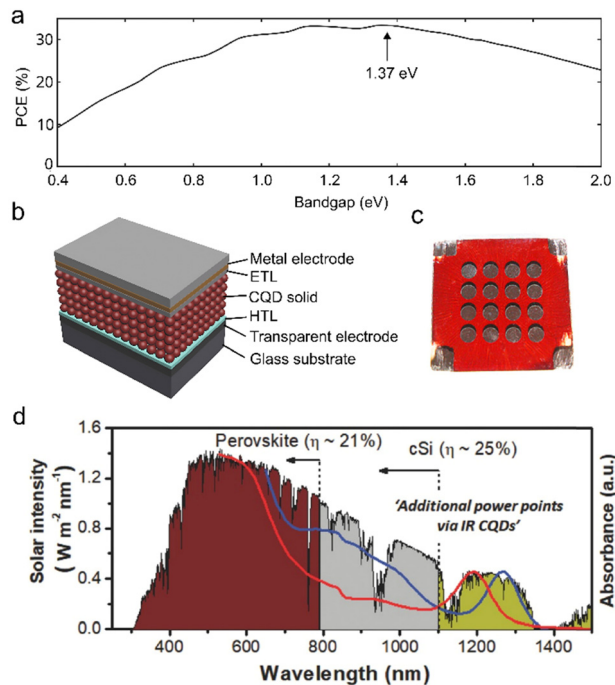 a
30
20
10
0
PCE (%)
1.37 eV
0.4 0.6 0.8 1.0 1.2 1.4 1.6 1.8 2.0
Bandgap (eV)
b
Metal electrode
ETL
CQD solid
HTL
Transparent electrode
Glass substrate
c
d
1.6
1.2
0.8
0.4
0.0
Solar intensity
( W m-2 nm-1)
Perovskite (η ~ 21%)
cSi (η ~ 25%)
'Additional power points
via IR CQDs'
Absorbance (a.u.)
400 600 800 1000 1200 1400
Wavelength (nm)